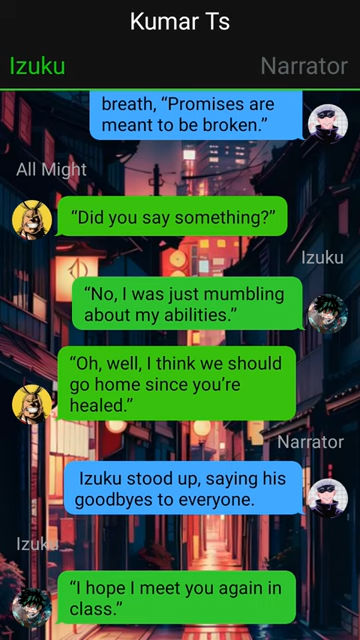 Kumar Ts
Izuku
Narrator
breath, “Promises are
meant to be broken.”
All Might
“Did you say something?”
Izuku
“No, I was just mumbling
about my abilities.”
“Oh, well, I think we should
go home since you’re
healed.”
Narrator
Izuku stood up, saying his
goodbyes to everyone.
Izuku
“I hope I meet you again in
class.”